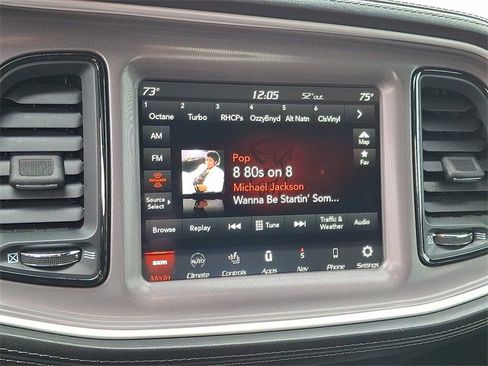 73°
12:05
52° out.
75°
1 2 3 4 5 6
Octane Turbo RHCPs OzzyBnyd Alt Natn ClsVinyl
AM
FM
Source Select
Pop
8 80s on 8
Michael Jackson
Wanna Be Startin' Som...
Map
Fav
Browse Replay Tune Traffic & Weather Audio
sxm AUTO S
Media Climate Controls Apps Nav Phone Settings